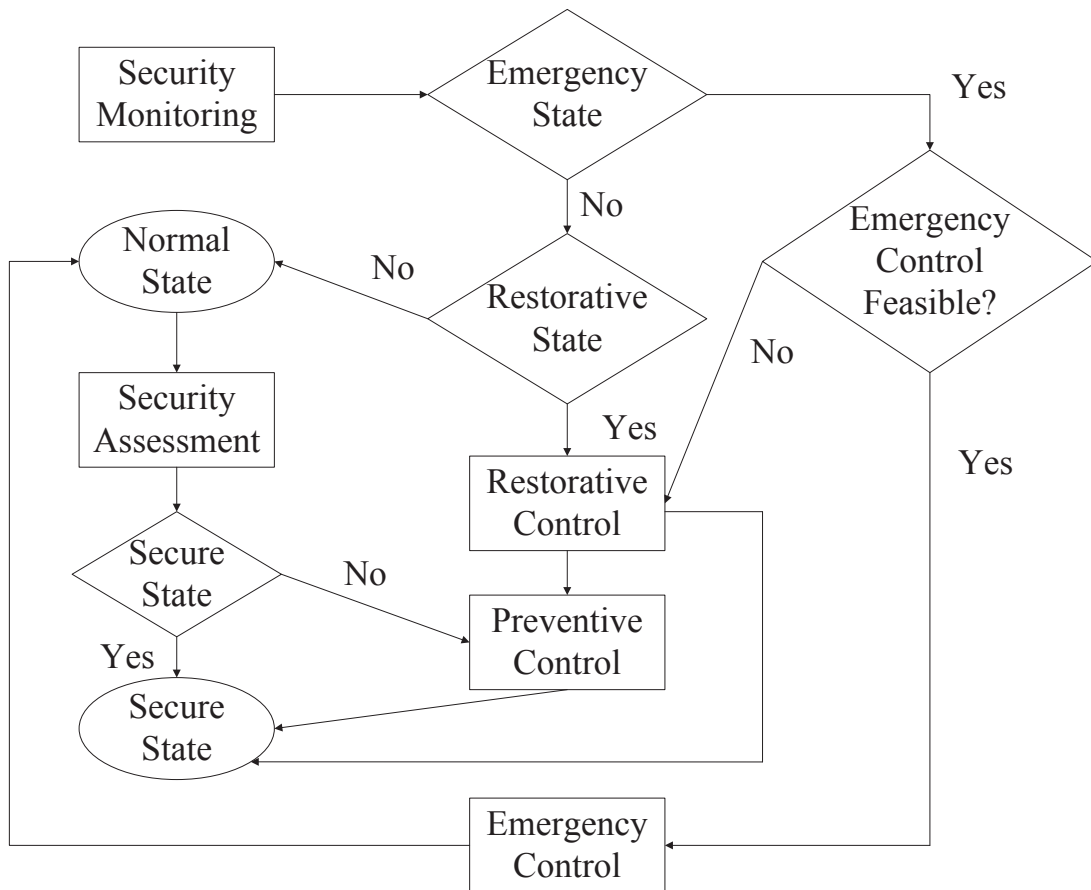 Security
Monitoring
Emergency
State
Yes
No
Emergency
Control
Feasible?
Normal
State
No
Restorative
State
No
Security
Assessment
Yes
Yes
Restorative
Control
Secure
State
No
Preventive
Control
Yes
Secure
State
Emergency
Control